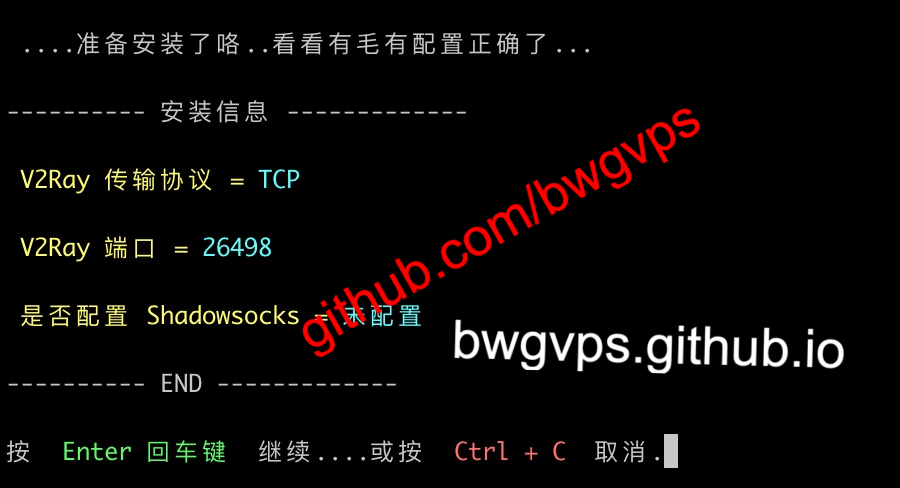 ....准备安装了咯..看看有毛有配置正确了...
---------- 安装信息 -------------
V2Ray 传输协议 = TCP
V2Ray 端口 = 26498
是否配置 Shadowsocks = 未配置
---------- END -------------
按 Enter 回车键 继续....或按 Ctrl + C 取消.
github.com/bwgvps
bwgvps.github.io